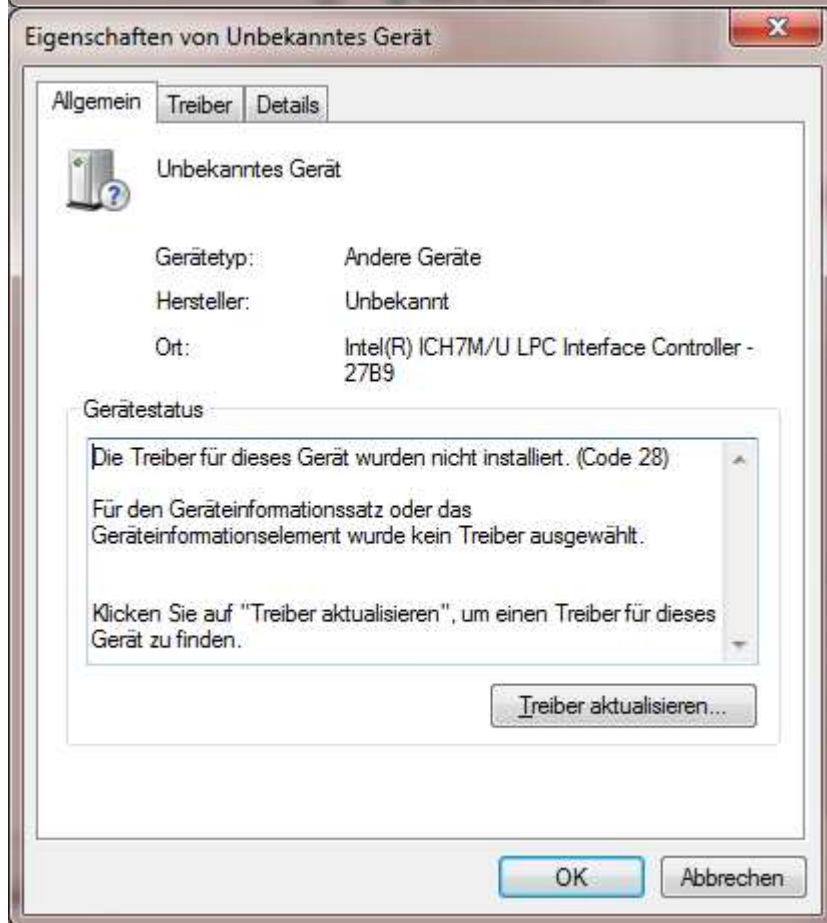 Eigenschaften von Unbekanntes Gerät
Allgemein
Treiber
Details
Unbekanntes Gerät
Gerätetyp: Andere Geräte
Hersteller: Unbekannt
Ort: Intel(R) ICH7M/U LPC Interface Controller -
27B9
Gerätestatus
Die Treiber für dieses Gerät wurden nicht installiert. (Code 28)
Für den Geräteinformationssatz oder das
Geräteinformationselement wurde kein Treiber ausgewählt.
Klicken Sie auf "Treiber aktualisieren", um einen Treiber für dieses
Gerät zu finden.
Treiber aktualisieren...
OK
Abbrechen